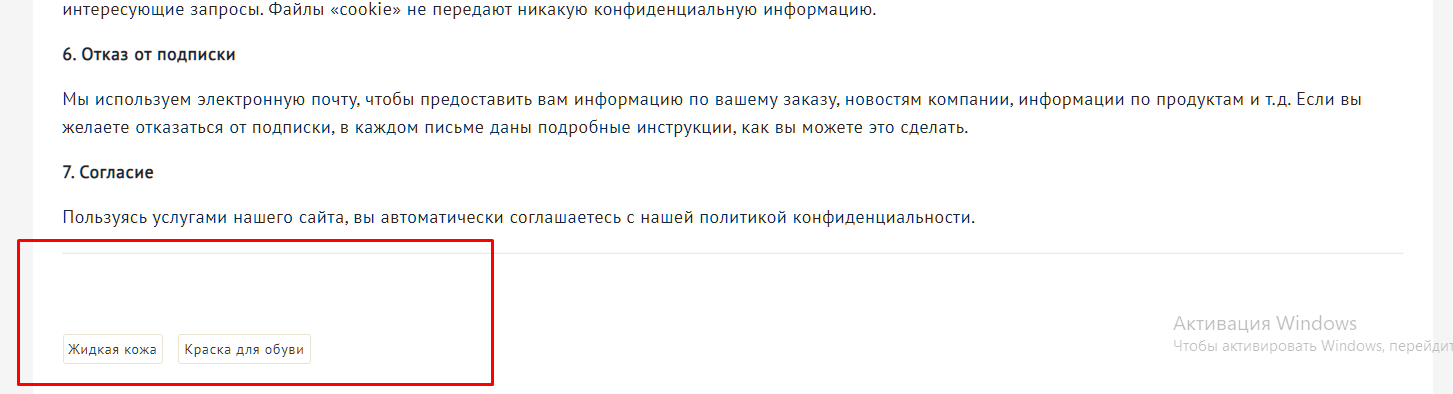 интересующие запросы. Файлы «cookie» не передают никакую конфиденциальную информацию.
6. Отказ от подписки
Мы используем электронную почту, чтобы предоставить вам информацию по вашему заказу, новостям компании, информации по продуктам и т.д. Если вы
желаете отказаться от подписки, в каждом письме даны подробные инструкции, как вы можете это сделать.
7. Согласие
Пользуясь услугами нашего сайта, вы автоматически соглашаетесь с нашей политикой конфиденциальности.
Активация Windows
Чтобы активировать Windows, перейдит
Жидкая кожа
Краска для обуви